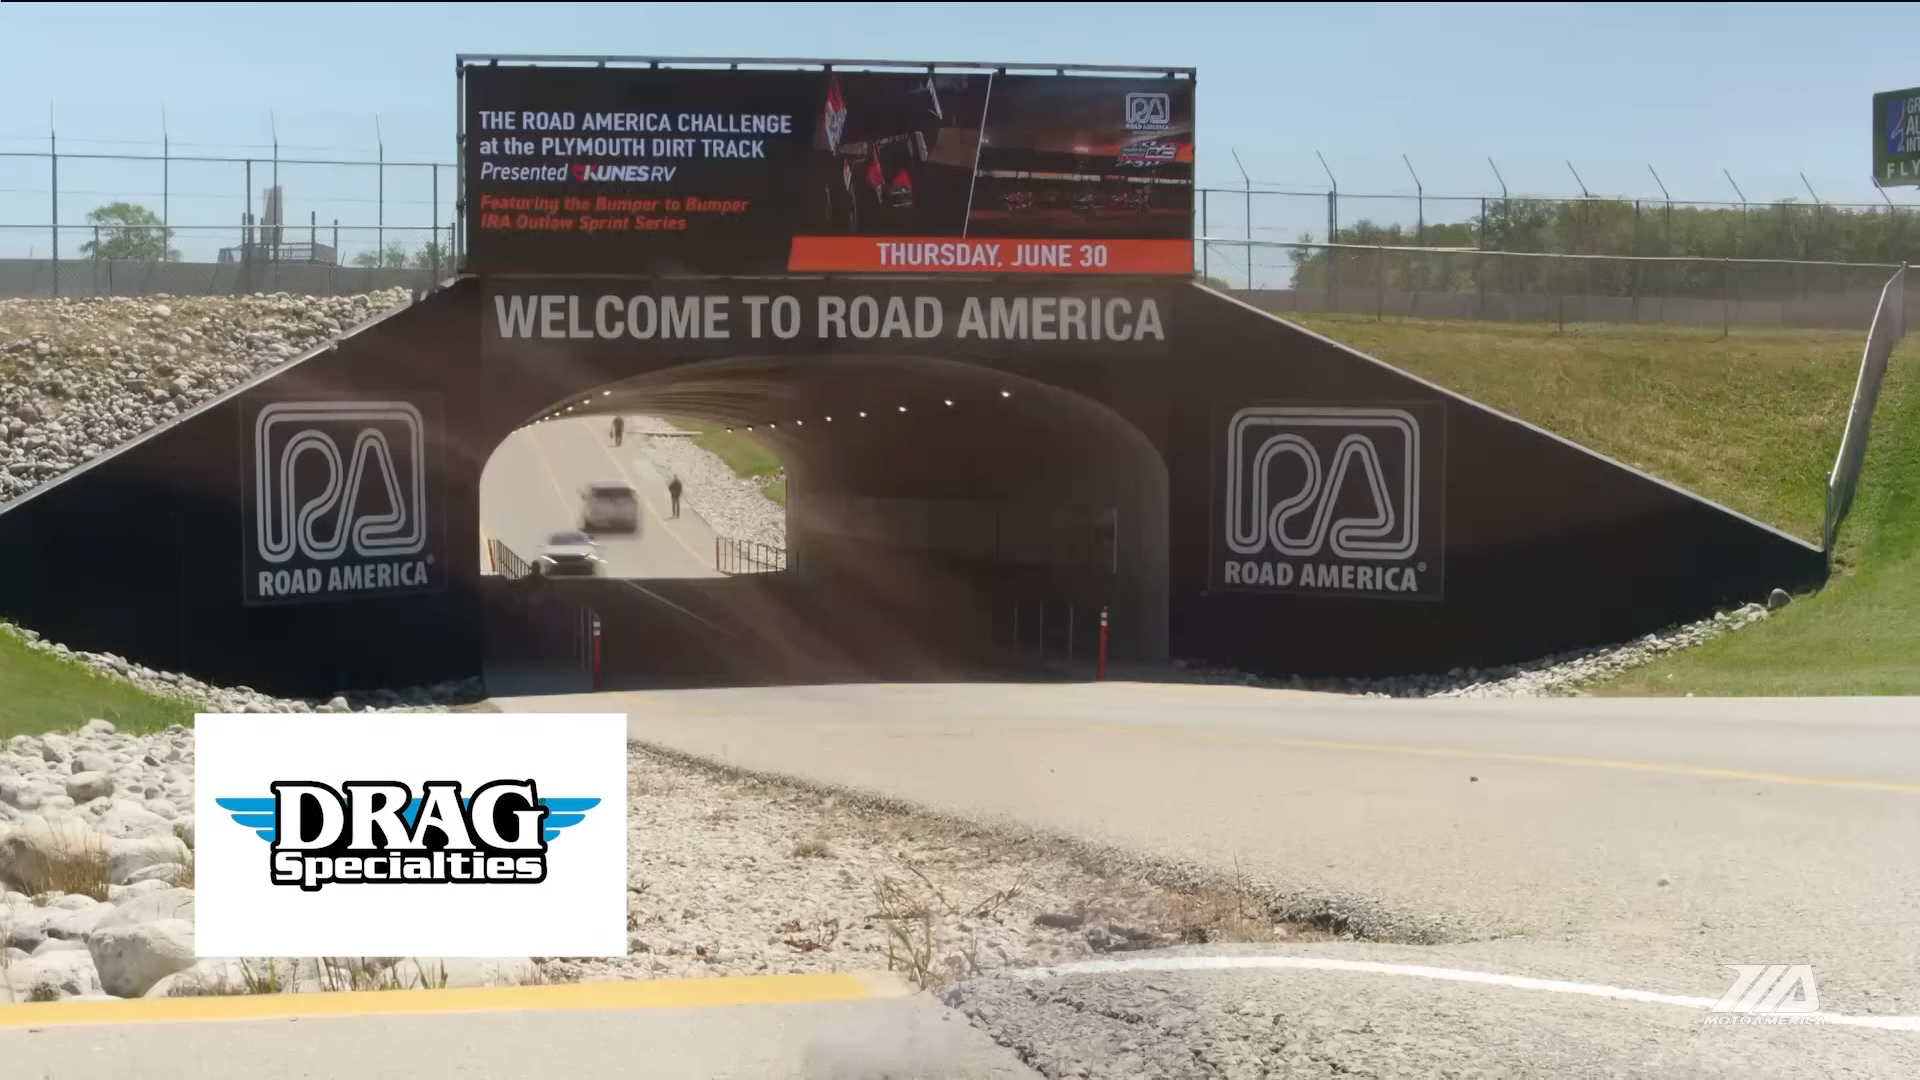 THE ROAD AMERICA CHALLENGE
at the PLYMOUTH DIRT TRACK
Presented KUNES RV
Featuring the Bumper to Bumper
IRA Outlaw Sprint Series
THURSDAY, JUNE 30
RA
ROAD AMERICA
WELCOME TO ROAD AMERICA
RA
ROAD AMERICA®
RA
ROAD AMERICA®
DRAG
Specialties
MA
MOTOAMERICA